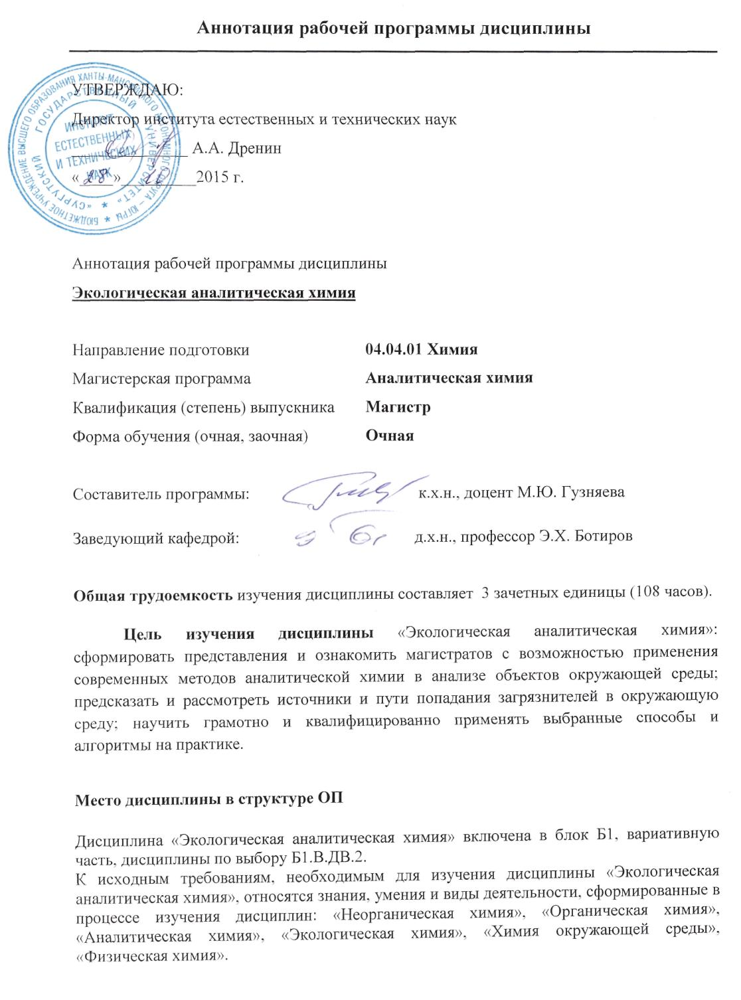 Аннотация рабочей программы дисциплины
УТВЕРЖДАЮ:
Директор института естественных и технических наук
А.А. Дренин
«28» 2015 г.
БЮДЖЕТНОЕ УЧРЕЖДЕНИЕ ВЫСШЕГО ОБРАЗОВАНИЯ ХАНТЫ-МАНСИЙСКОГО АВТОНОМНОГО ОКРУГА – ЮГРЫ
«СУРГУТСКИЙ ГОСУДАРСТВЕННЫЙ УНИВЕРСИТЕТ»
ИНСТИТУТ
ЕСТЕСТВЕННЫХ
И ТЕХНИЧЕСКИХ
НАУК
Аннотация рабочей программы дисциплины
Экологическая аналитическая химия
Направление подготовки 04.04.01 Химия
Магистерская программа Аналитическая химия
Квалификация (степень) выпускника Магистр
Форма обучения (очная, заочная) Очная
Составитель программы: к.х.н., доцент М.Ю. Гузняева
Заведующий кафедрой: д.х.н., профессор Э.Х. Ботиров
Общая трудоемкость изучения дисциплины составляет 3 зачетных единицы (108 часов).
Цель изучения дисциплины «Экологическая аналитическая химия»:
сформировать представления и ознакомить магистратов с возможностью применения
современных методов аналитической химии в анализе объектов окружающей среды;
предсказать и рассмотреть источники и пути попадания загрязнителей в окружающую
среду; научить грамотно и квалифицированно применять выбранные способы и
алгоритмы на практике.
Место дисциплины в структуре ОП
Дисциплина «Экологическая аналитическая химия» включена в блок Б1, вариативную
часть, дисциплины по выбору Б1.В.ДВ.2.
К исходным требованиям, необходимым для изучения дисциплины «Экологическая
аналитическая химия», относятся знания, умения и виды деятельности, сформированные в
процессе изучения дисциплин: «Неорганическая химия», «Органическая химия»,
«Аналитическая химия», «Экологическая химия», «Химия окружающей среды»,
«Физическая химия».